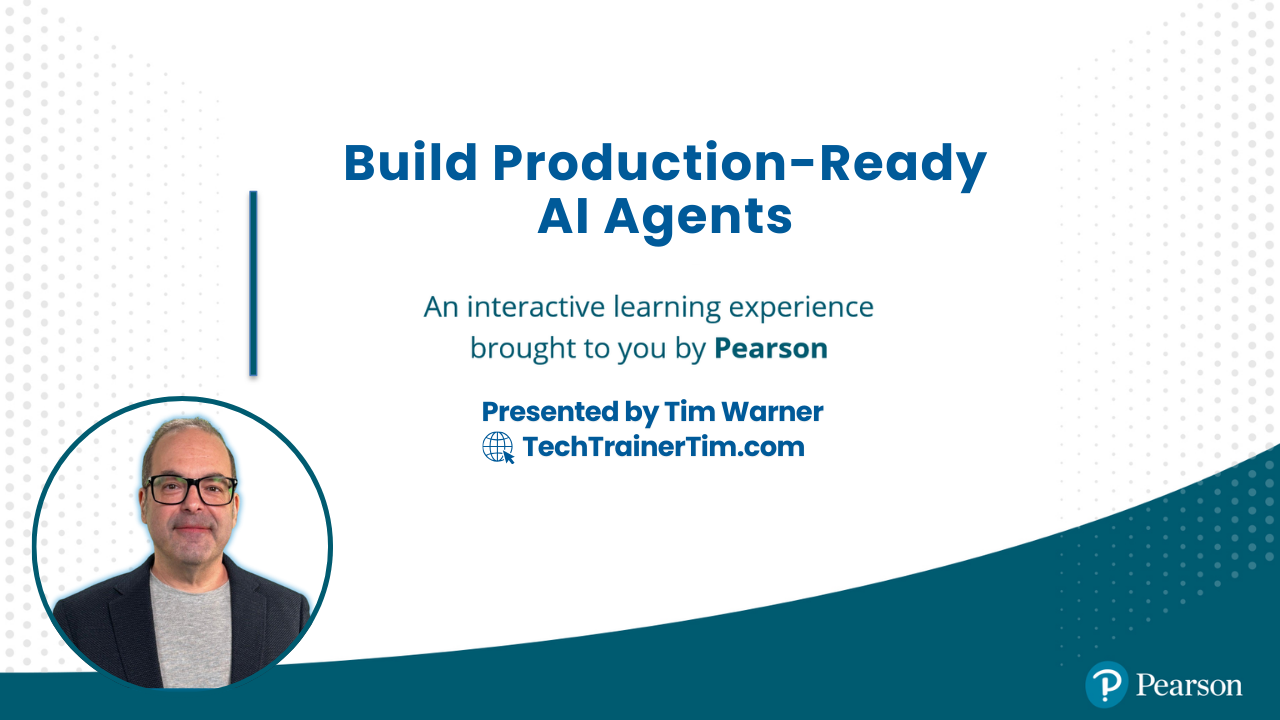 Build Production-Ready
AI Agents
An interactive learning experience
brought to you by Pearson
Presented by Tim Warner
TechTrainerTim.com
Pearson